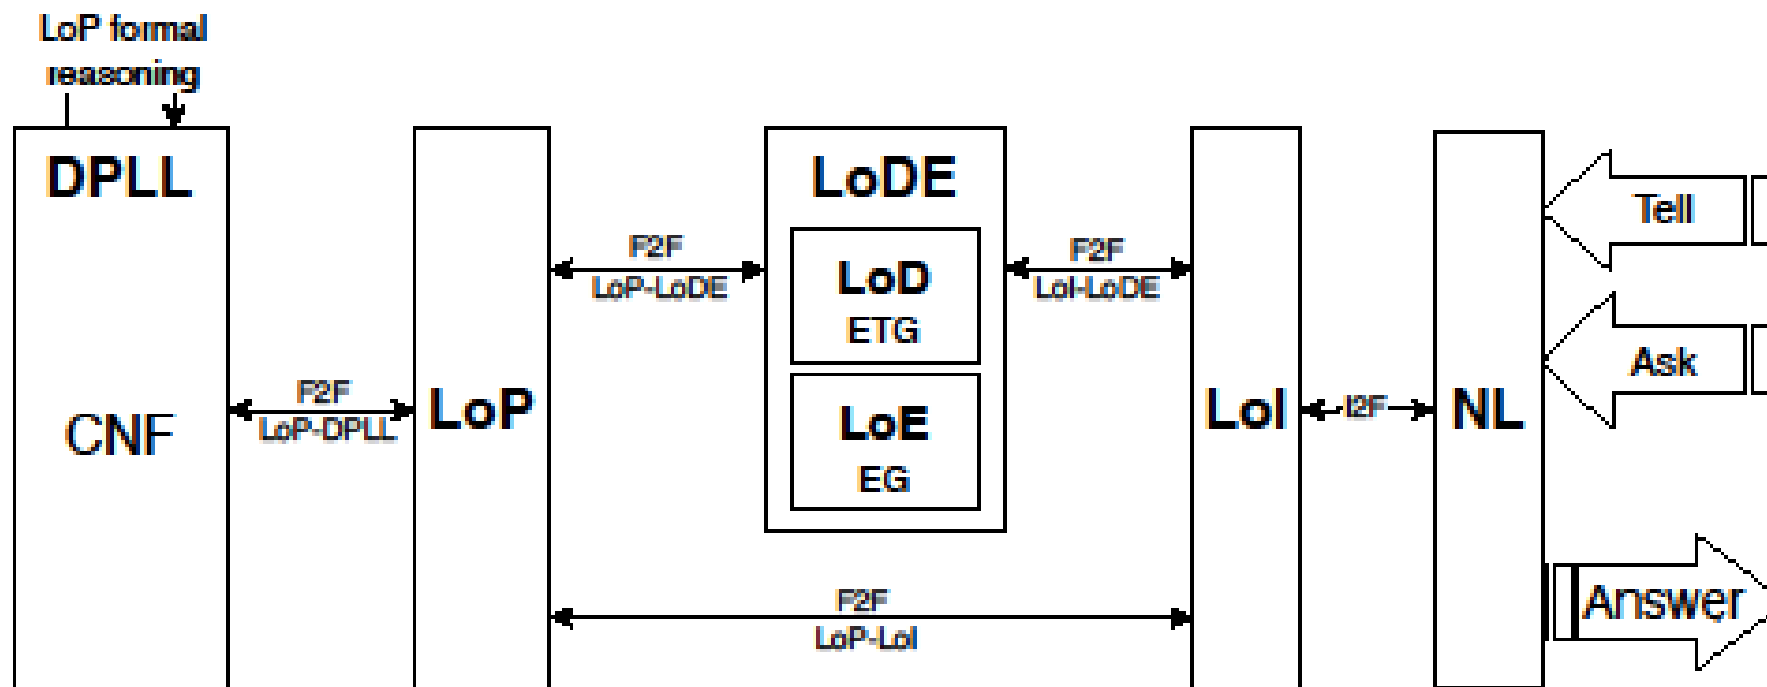 LoP formal
reasoning
DPLL
CNF
F2F
LoP-DPLL
LoP
F2F
LoP-LoDE
LoDE
LoD
ETG
LoE
EG
F2F
LoI-LoDE
F2F
LoP-LoI
LoI
I2F
NL
Tell
Ask
Answer